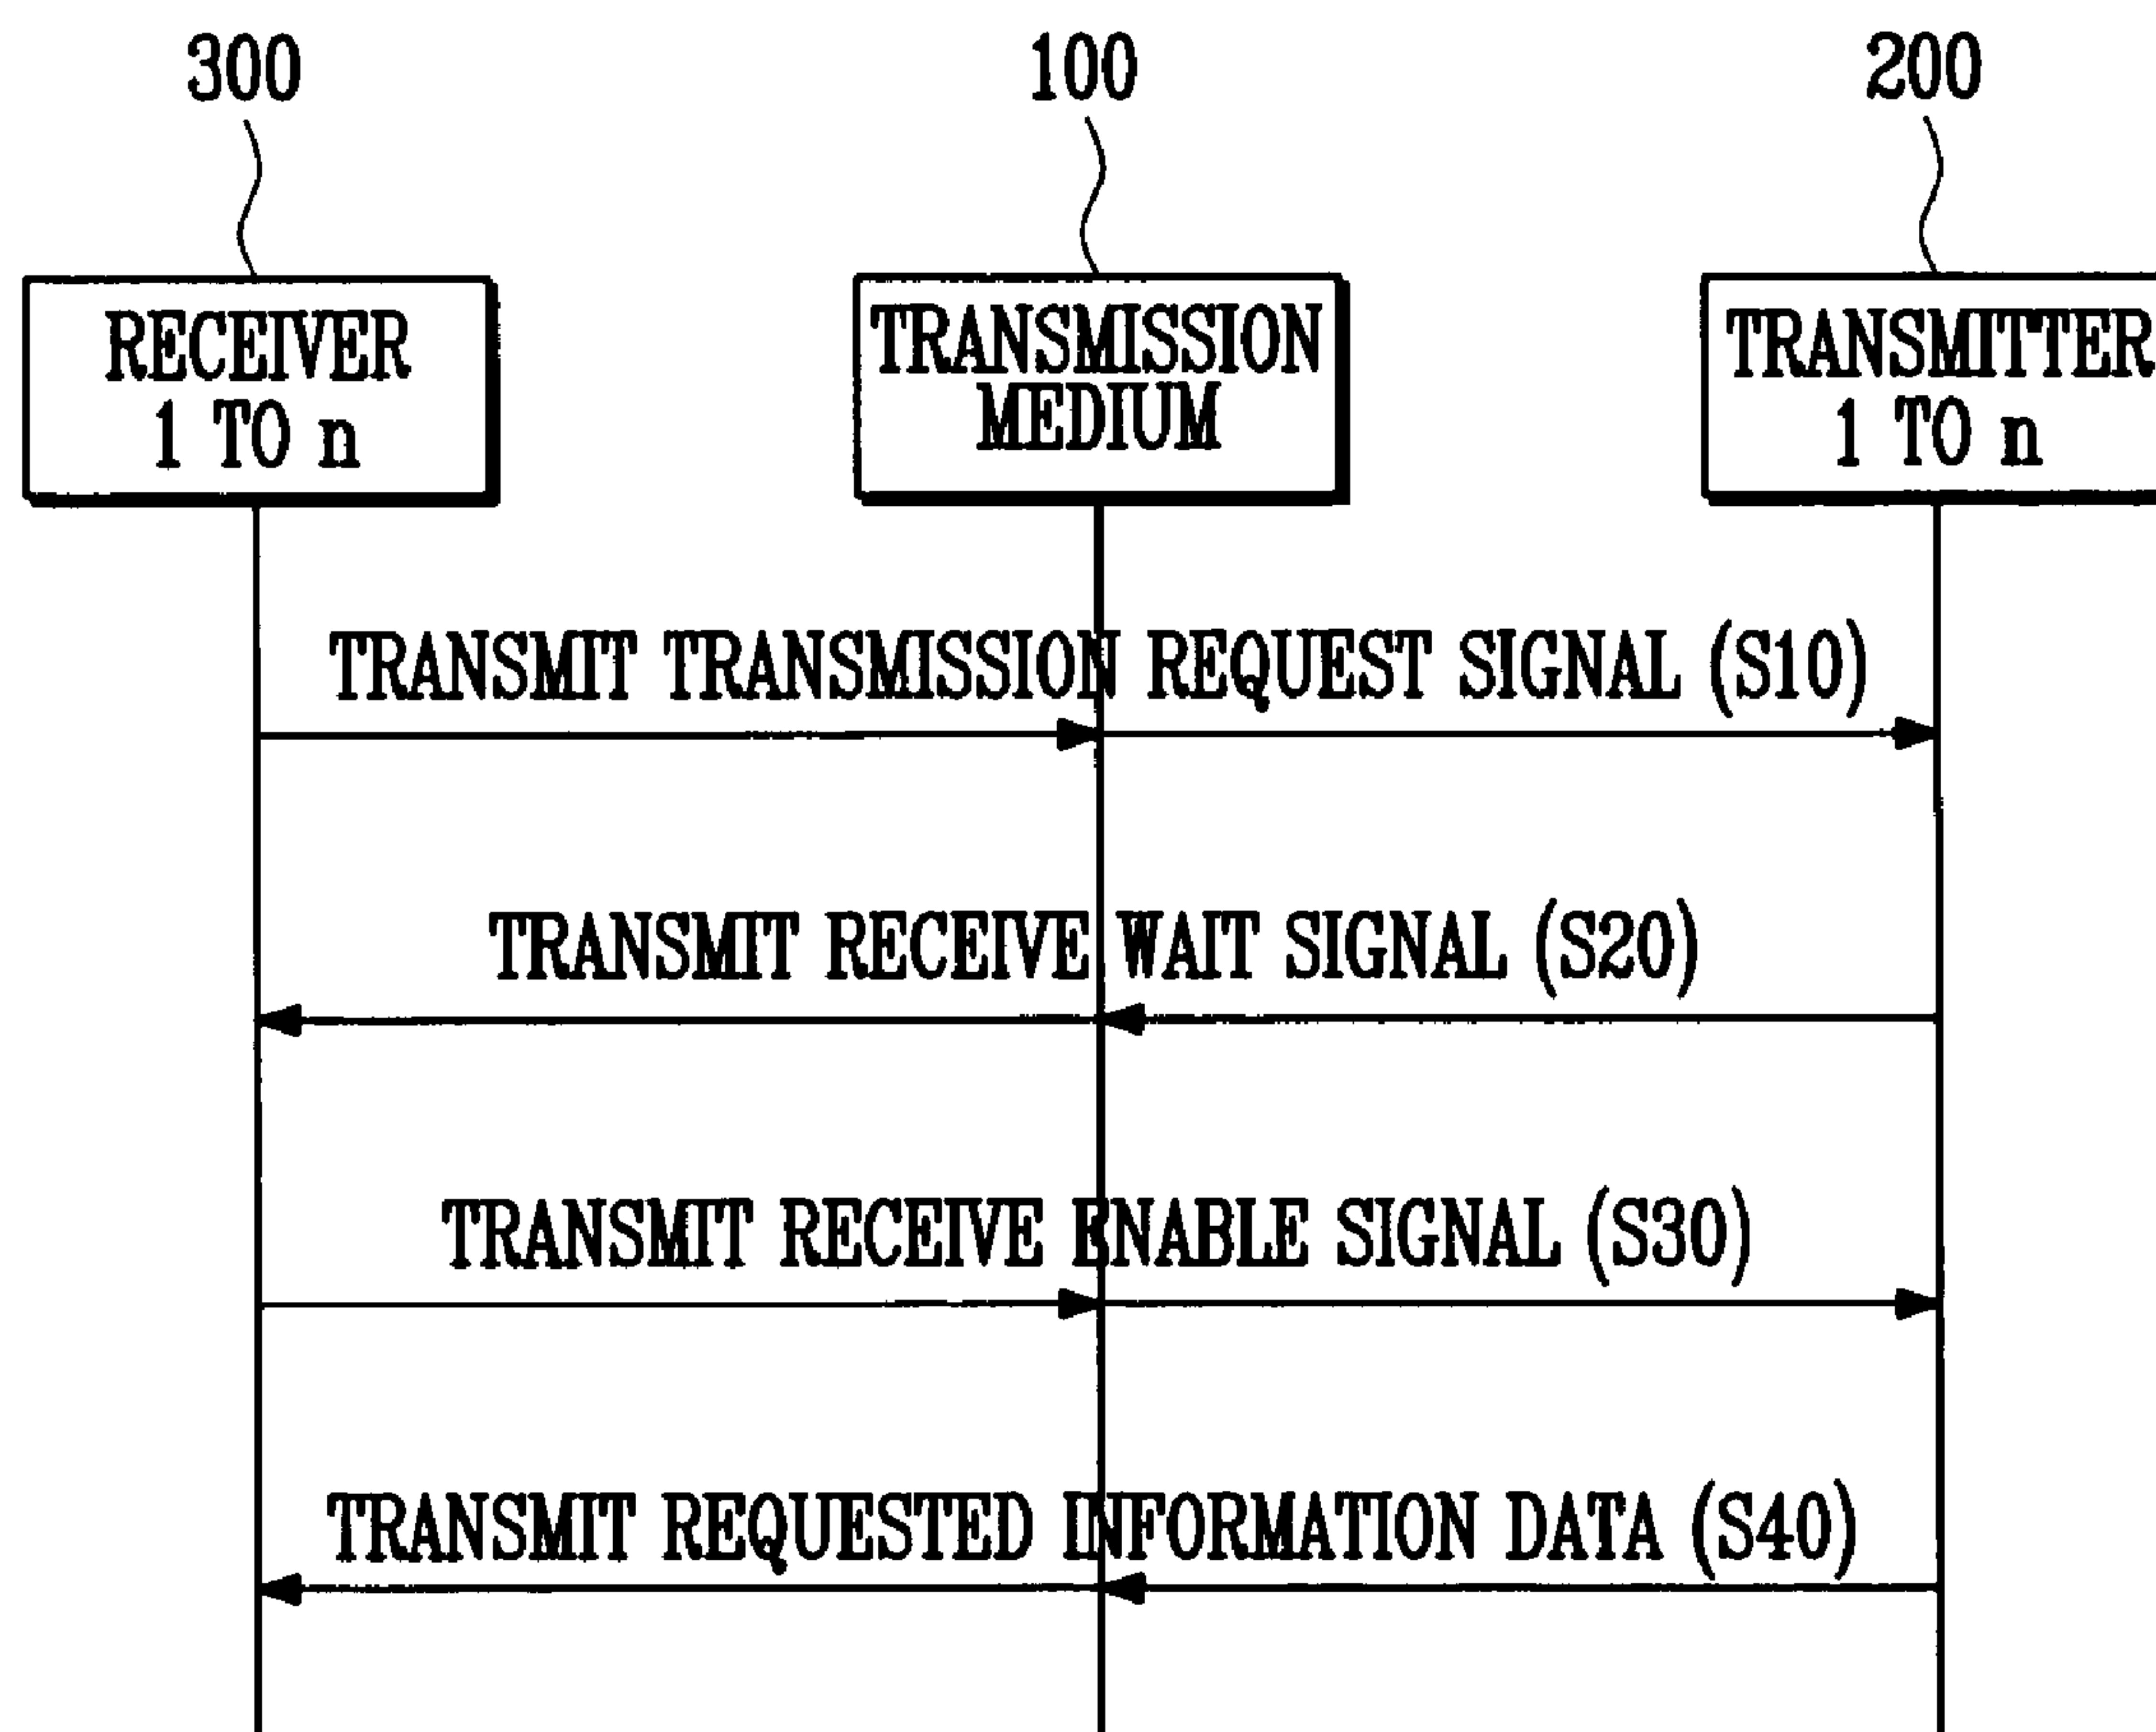 300
100
200
RECEIVER
1 TO n
TRANSMISSION
MEDIUM
TRANSMITTER
1 TO n
TRANSMIT TRANSMISSION REQUEST SIGNAL (S10)
TRANSMIT RECEIVE WAIT SIGNAL (S20)
TRANSMIT RECEIVE ENABLE SIGNAL (S30)
TRANSMIT REQUESTED INFORMATION DATA (S40)